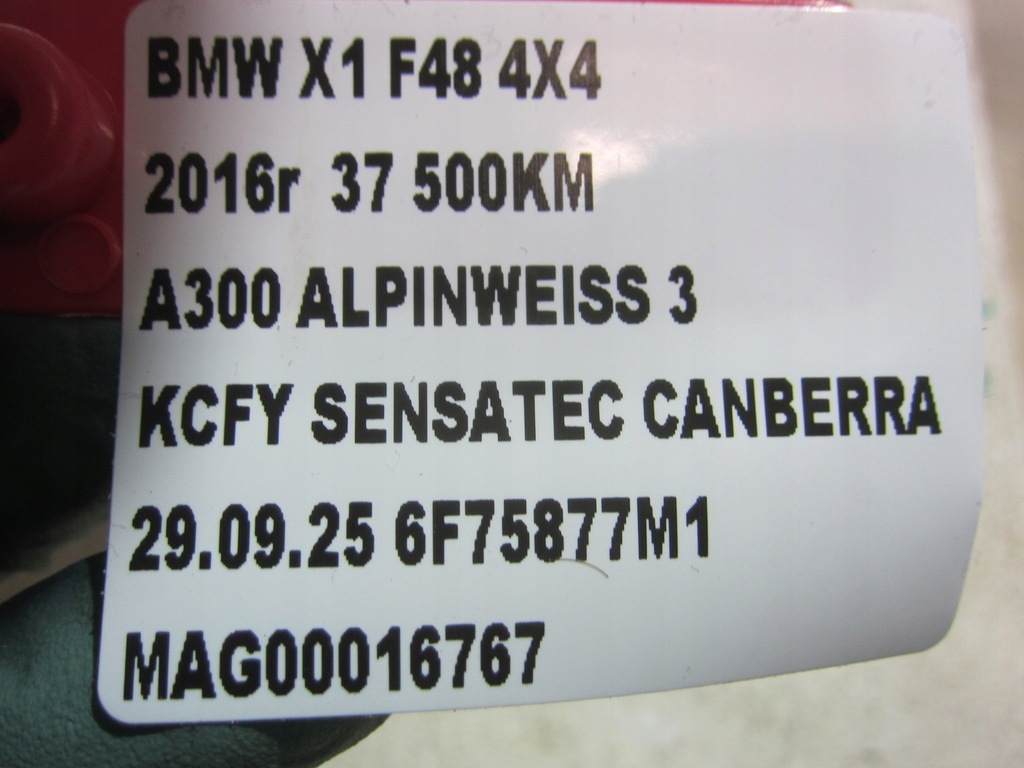 BMW X1 F48 4X4
2016r 37 500KM
A300 ALPINWEISS 3
KCFY SENSATEC CANBERRA
29.09.25 6F75877M1
MAG00016767